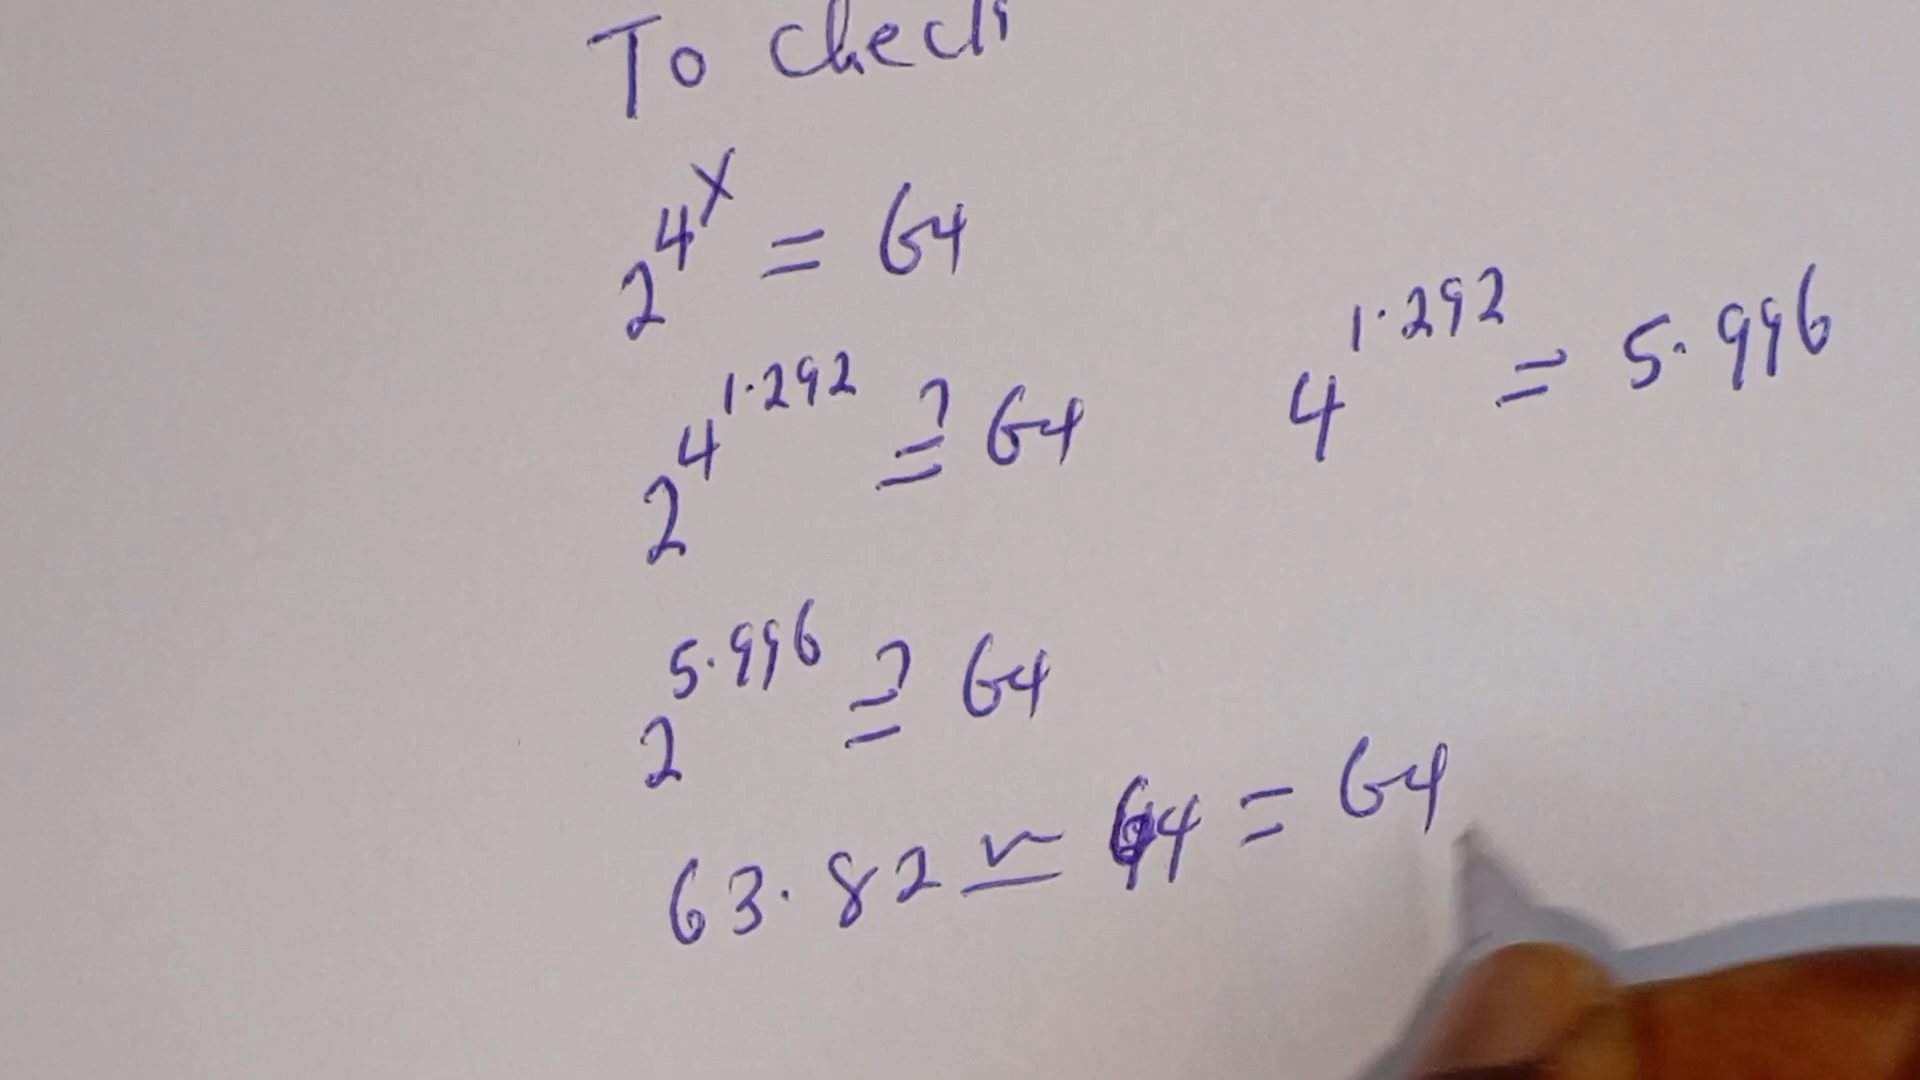 To check
2^4^x = 64
2^4^1.292 ≟ 64
4^1.292 = 5.996
2^5.996 ≟ 64
63.82 ≃ 64 = 64